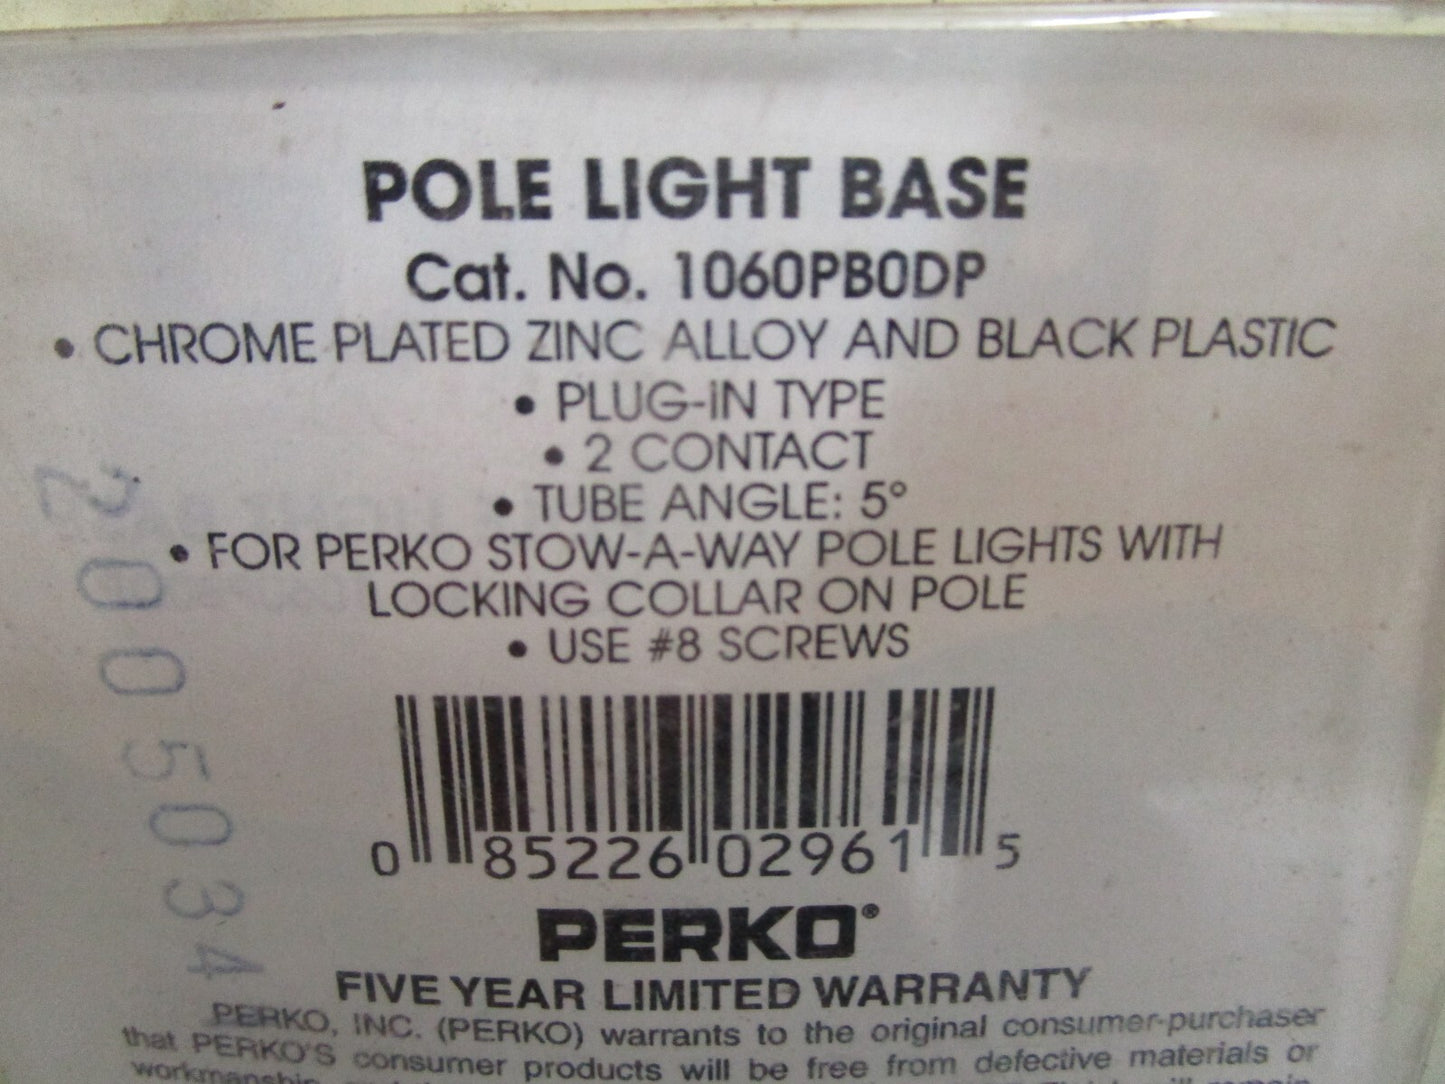 POLE LIGHT BASE
Cat. No. 1060PB0DP
• CHROME PLATED ZINC ALLOY AND BLACK PLASTIC
• PLUG-IN TYPE
• 2 CONTACT
• TUBE ANGLE: 5°
• FOR PERKO STOW-A-WAY POLE LIGHTS WITH
LOCKING COLLAR ON POLE
• USE #8 SCREWS
2005034
0 85226 02961 5
PERKO®
FIVE YEAR LIMITED WARRANTY
PERKO, INC. (PERKO) warrants to the original consumer-purchaser
that PERKO'S consumer products will be free from defective materials or
workmanship